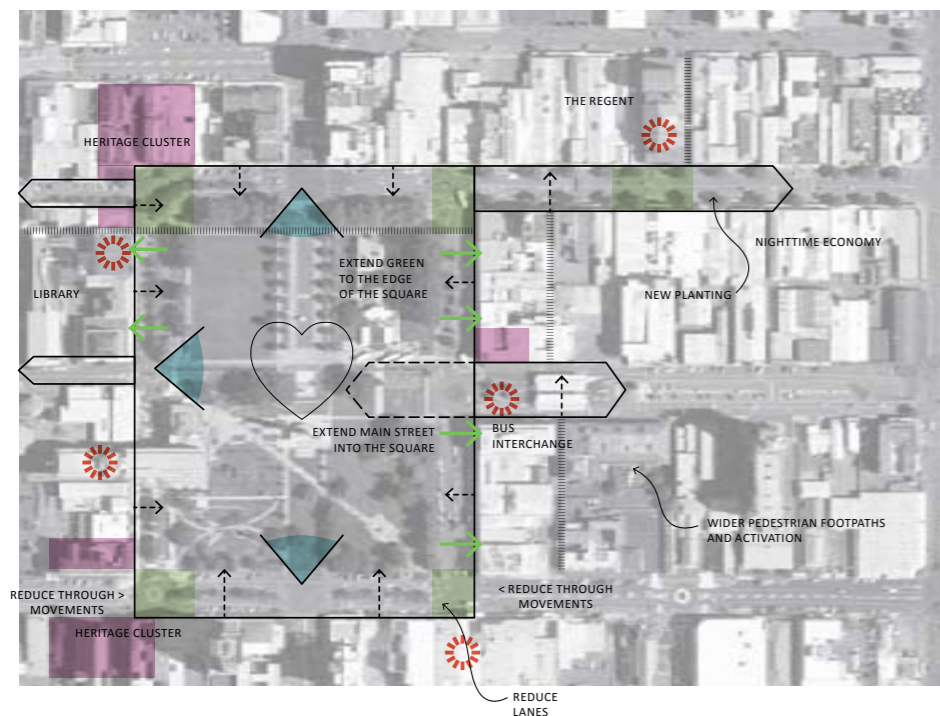 THE REGENT
HERITAGE CLUSTER
NIGHTTIME ECONOMY
EXTEND GREEN
TO THE EDGE
OF THE SQUARE
LIBRARY
NEW PLANTING
EXTEND MAIN STREET
INTO THE SQUARE
BUS
INTERCHANGE
WIDER PEDESTRIAN FOOTPATHS
AND ACTIVATION
REDUCE THROUGH >
MOVEMENTS
< REDUCE THROUGH
MOVEMENTS
HERITAGE CLUSTER
REDUCE
LANES